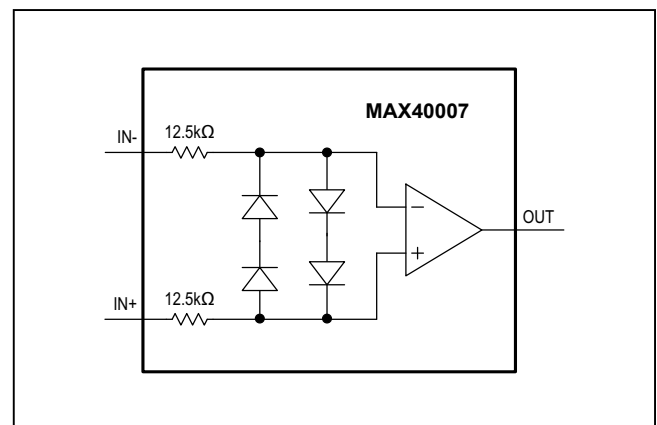 MAX40007
IN-
12.5kΩ
−
OUT
+
IN+
12.5kΩ